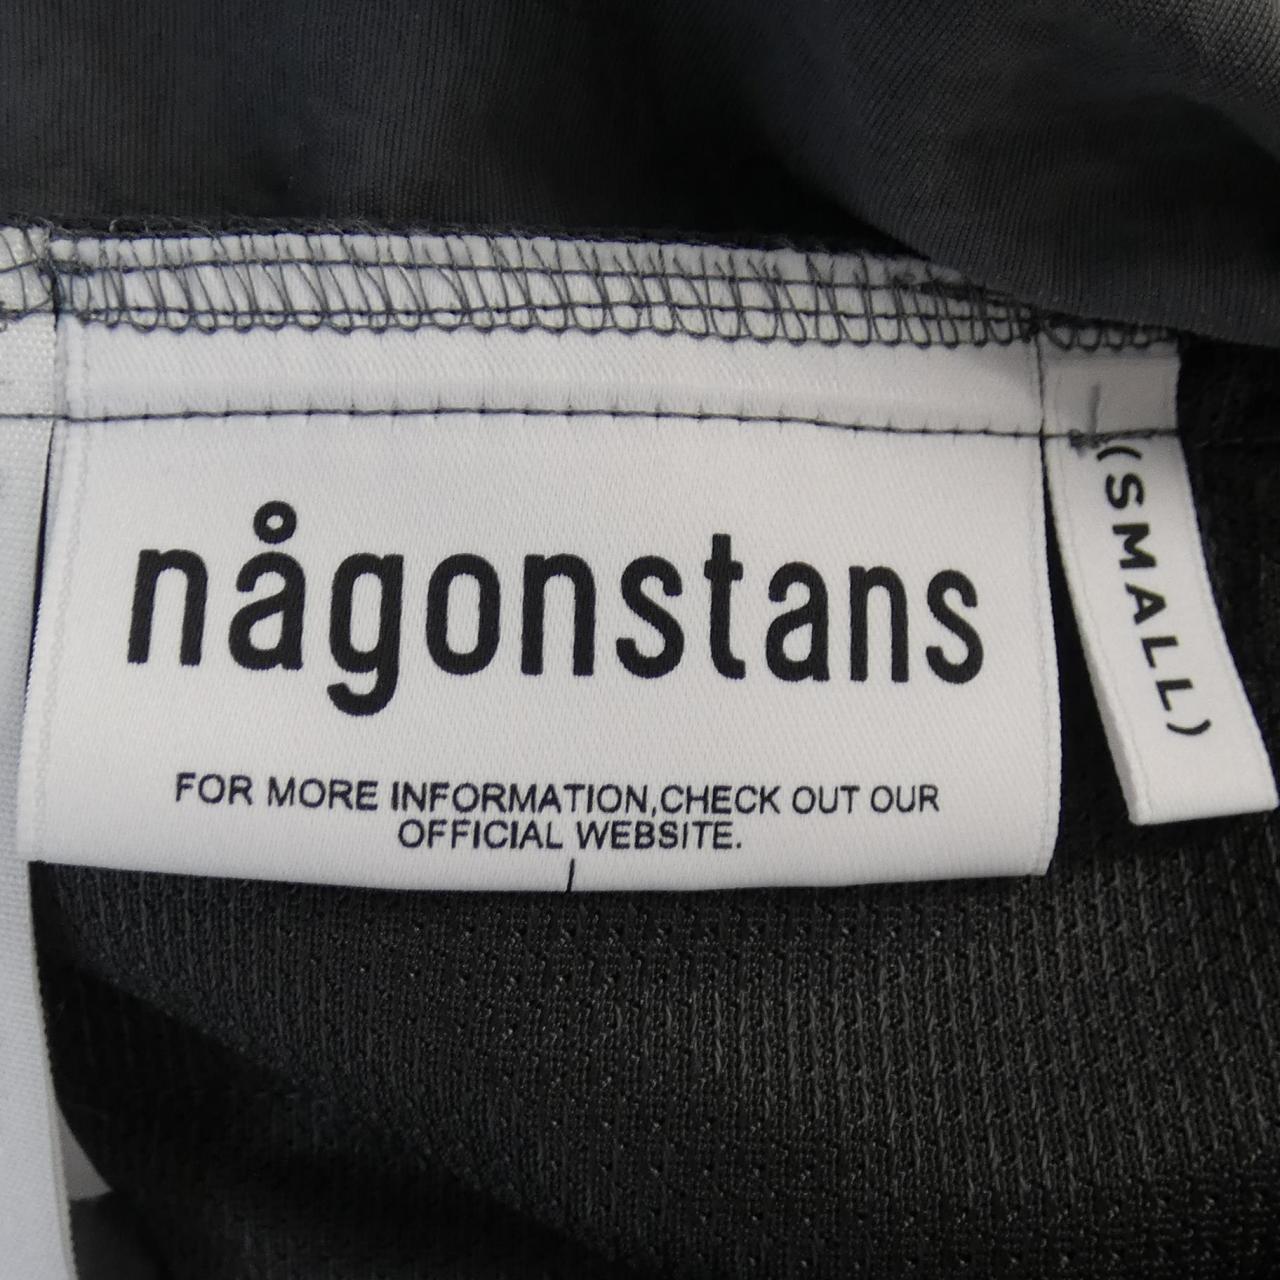 någonstans
FOR MORE INFORMATION,CHECK OUT OUR
OFFICIAL WEBSITE.
(SMALL)